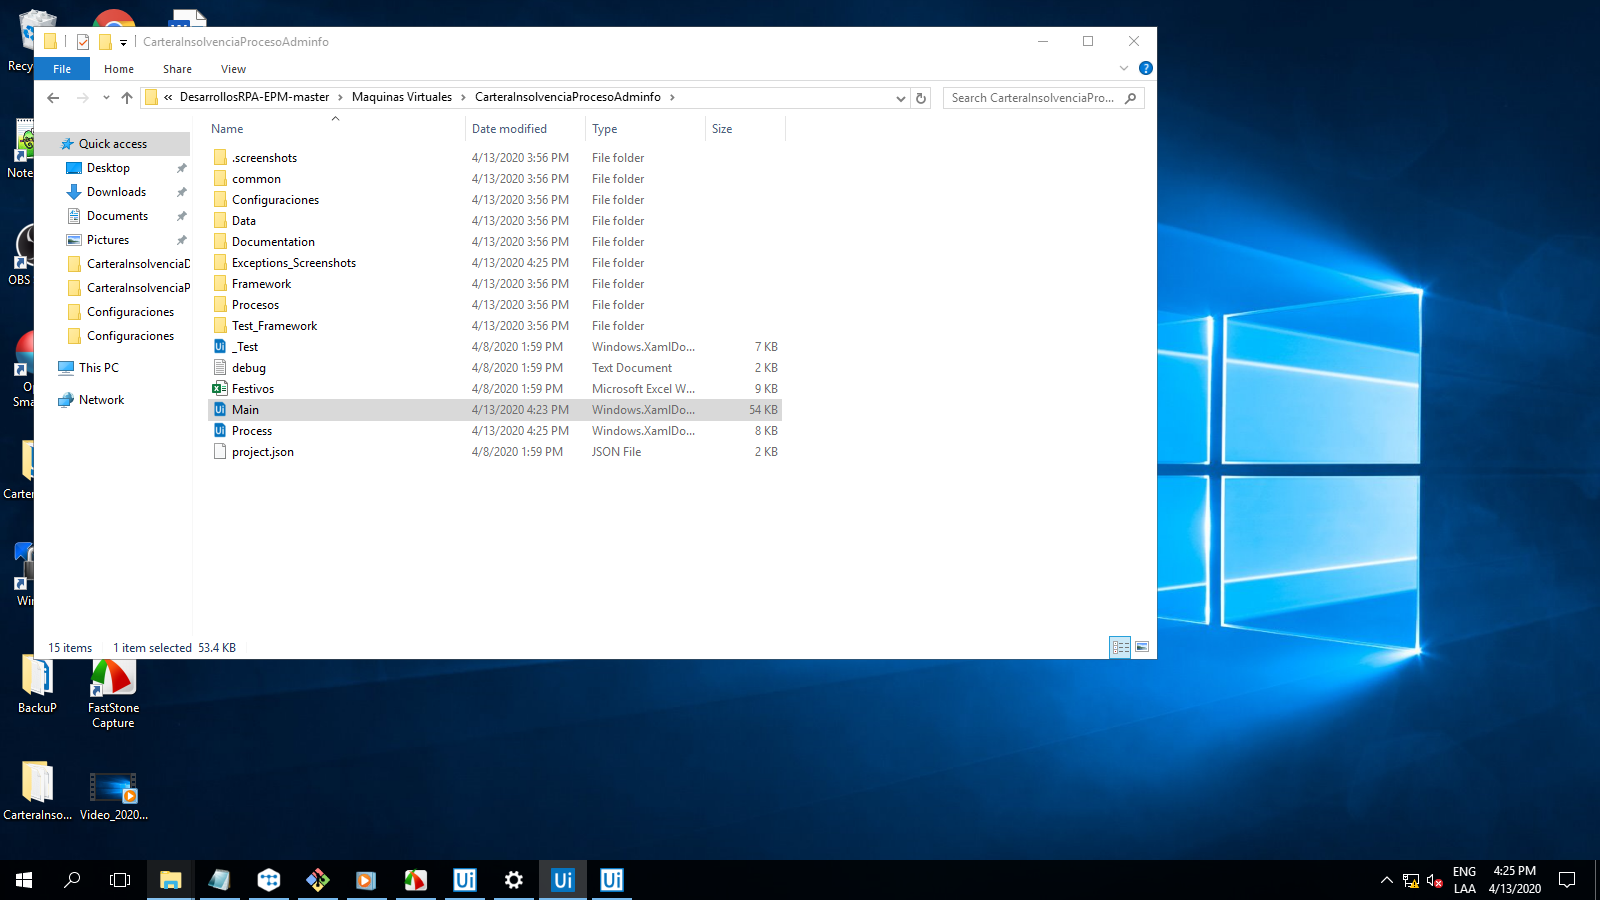 CarteraInsolvenciaProcesoAdminfo
File Home Share View
« DesarrollosRPA-EPM-master > Maquinas Virtuales > CarteraInsolvenciaProcesoAdminfo >
Search CarteraInsolvenciaPro...
Name Date modified Type Size
Quick access
Desktop
Downloads
Documents
Pictures
CarteraInsolvenciaD
CarteraInsolvenciaP
Configuraciones
Configuraciones
This PC
Network
.screenshots 4/13/2020 3:56 PM File folder
common 4/13/2020 3:56 PM File folder
Configuraciones 4/13/2020 3:56 PM File folder
Data 4/13/2020 3:56 PM File folder
Documentation 4/13/2020 3:56 PM File folder
Exceptions_Screenshots 4/13/2020 4:25 PM File folder
Framework 4/13/2020 3:56 PM File folder
Procesos 4/13/2020 3:56 PM File folder
Test_Framework 4/13/2020 3:56 PM File folder
_Test 4/8/2020 1:59 PM Windows.XamlDo... 7 KB
debug 4/8/2020 1:59 PM Text Document 2 KB
Festivos 4/8/2020 1:59 PM Microsoft Excel W... 9 KB
Main 4/13/2020 4:23 PM Windows.XamlDo... 54 KB
Process 4/13/2020 4:25 PM Windows.XamlDo... 8 KB
project.json 4/8/2020 1:59 PM JSON File 2 KB
15 items 1 item selected 53.4 KB
Recy
Note
OBS
Op
Sma
Carter
Win
BackuP
FastStone
Capture
CarteraInso...
Video_2020...
ENG
LAA
4:25 PM
4/13/2020